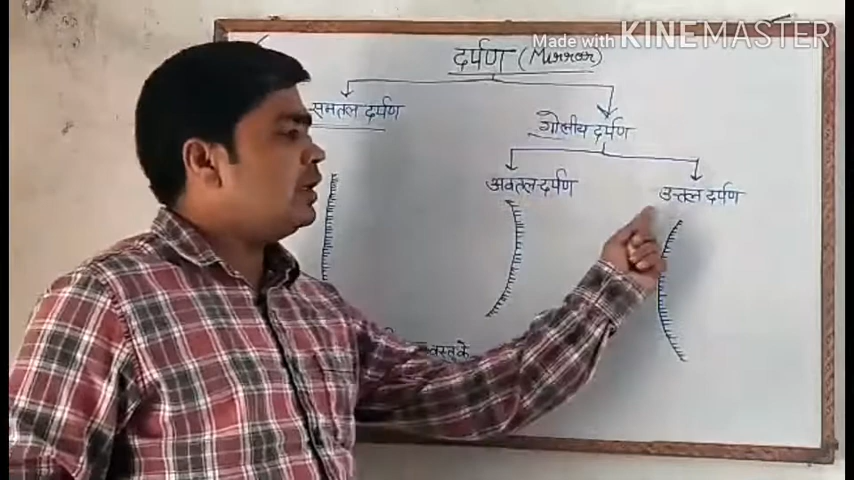 Made with KINEMASTER
दर्पण (Mirror)
समतल दर्पण
गोलीय दर्पण
अवतल दर्पण
उत्तल दर्पण
वस्तु के